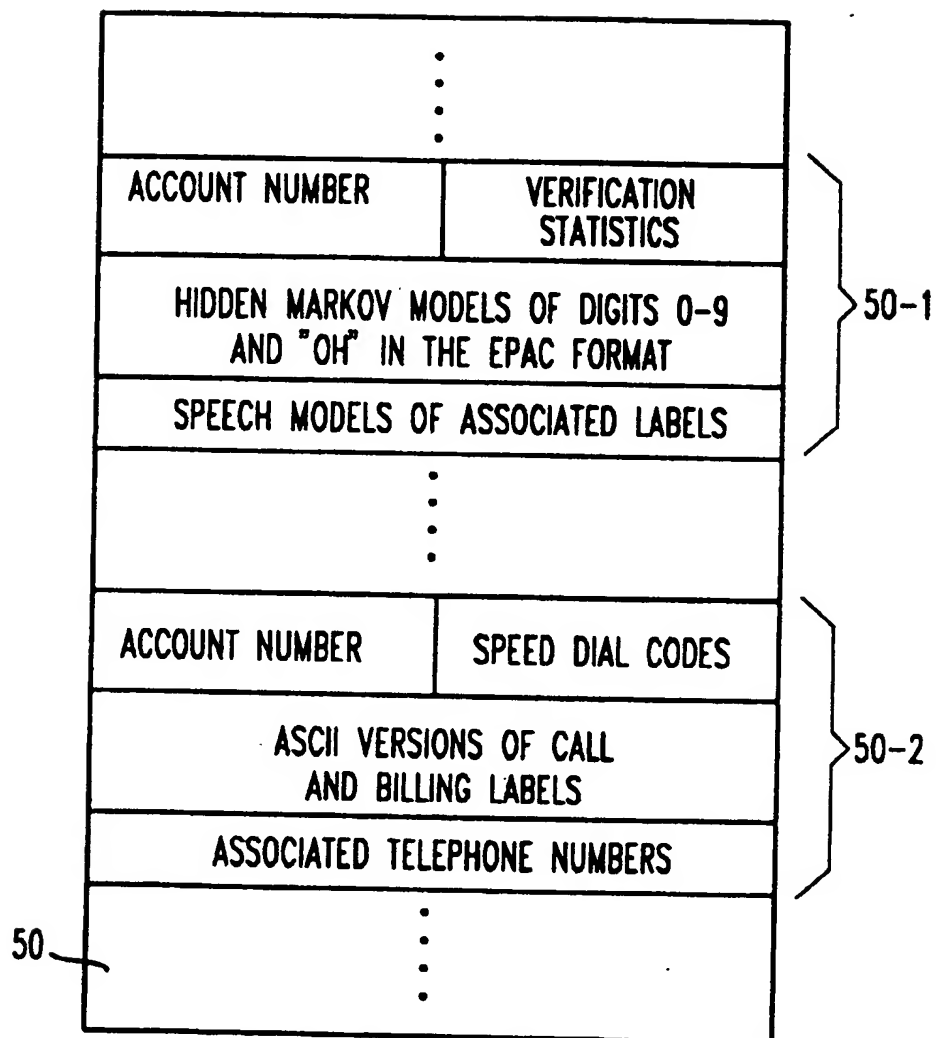 ACCOUNT NUMBER
VERIFICATION
STATISTICS
50-1
HIDDEN MARKOV MODELS OF DIGITS 0-9
AND "OH" IN THE EPAC FORMAT
SPEECH MODELS OF ASSOCIATED LABELS
ACCOUNT NUMBER
SPEED DIAL CODES
50-2
ASCII VERSIONS OF CALL
AND BILLING LABELS
ASSOCIATED TELEPHONE NUMBERS
50